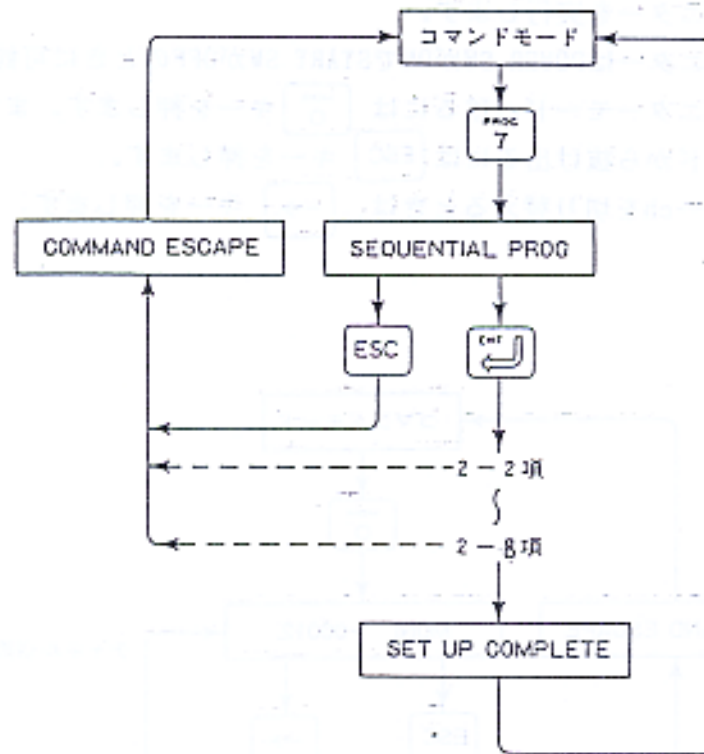 コマンドモード
PROG
7
COMMAND ESCAPE
SEQUENTIAL PROG
ESC
ENT
2-2項
2-8項
SET UP COMPLETE